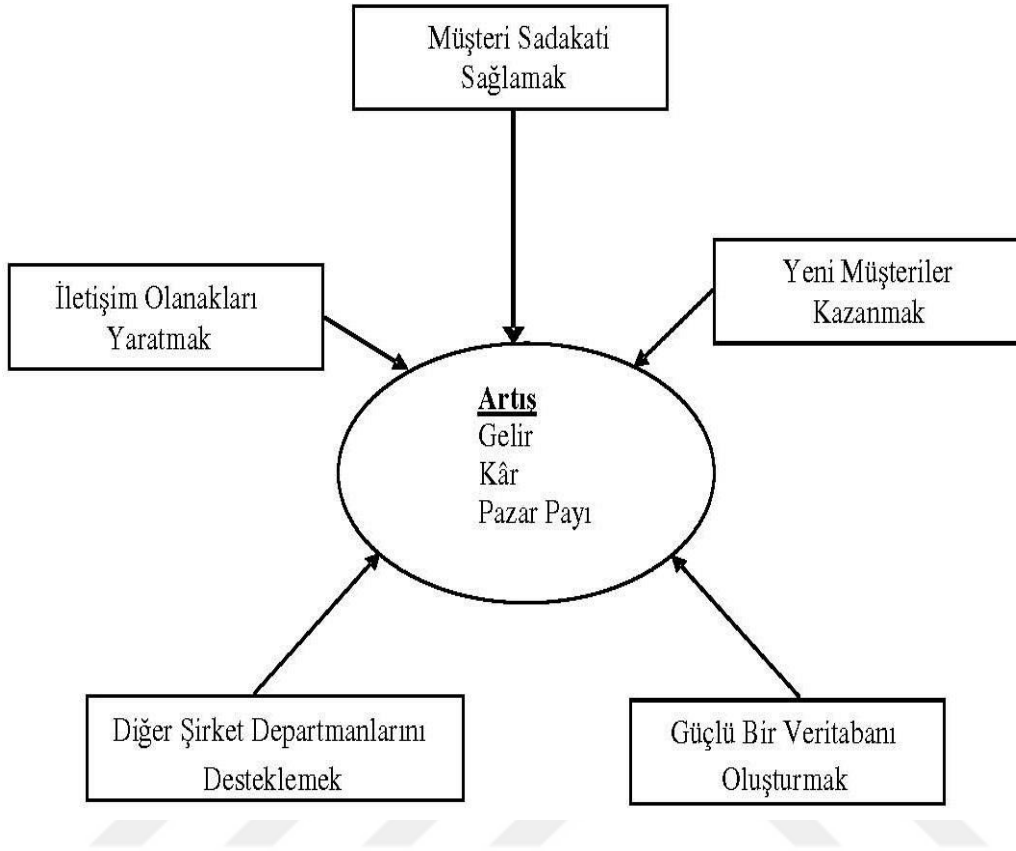 Müşteri Sadakati
Sağlamak
İletişim Olanakları
Yaratmak
Yeni Müşteriler
Kazanmak
Artış
Gelir
Kâr
Pazar Payı
Diğer Şirket Departmanlarını
Desteklemek
Güçlü Bir Veritabanı
Oluşturmak